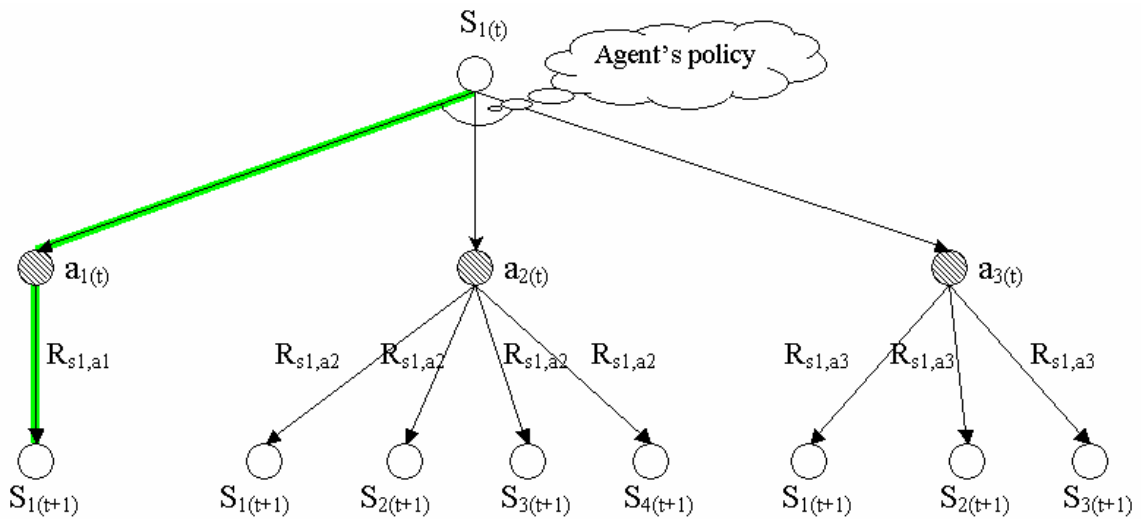 S1(t)
Agent's policy
a1(t)
a2(t)
a3(t)
Rs1,a1
Rs1,a2
Rs1,a2
Rs1,a2
Rs1,a2
Rs1,a3
Rs1,a3
Rs1,a3
S1(t+1)
S1(t+1)
S2(t+1)
S3(t+1)
S4(t+1)
S1(t+1)
S2(t+1)
S3(t+1)